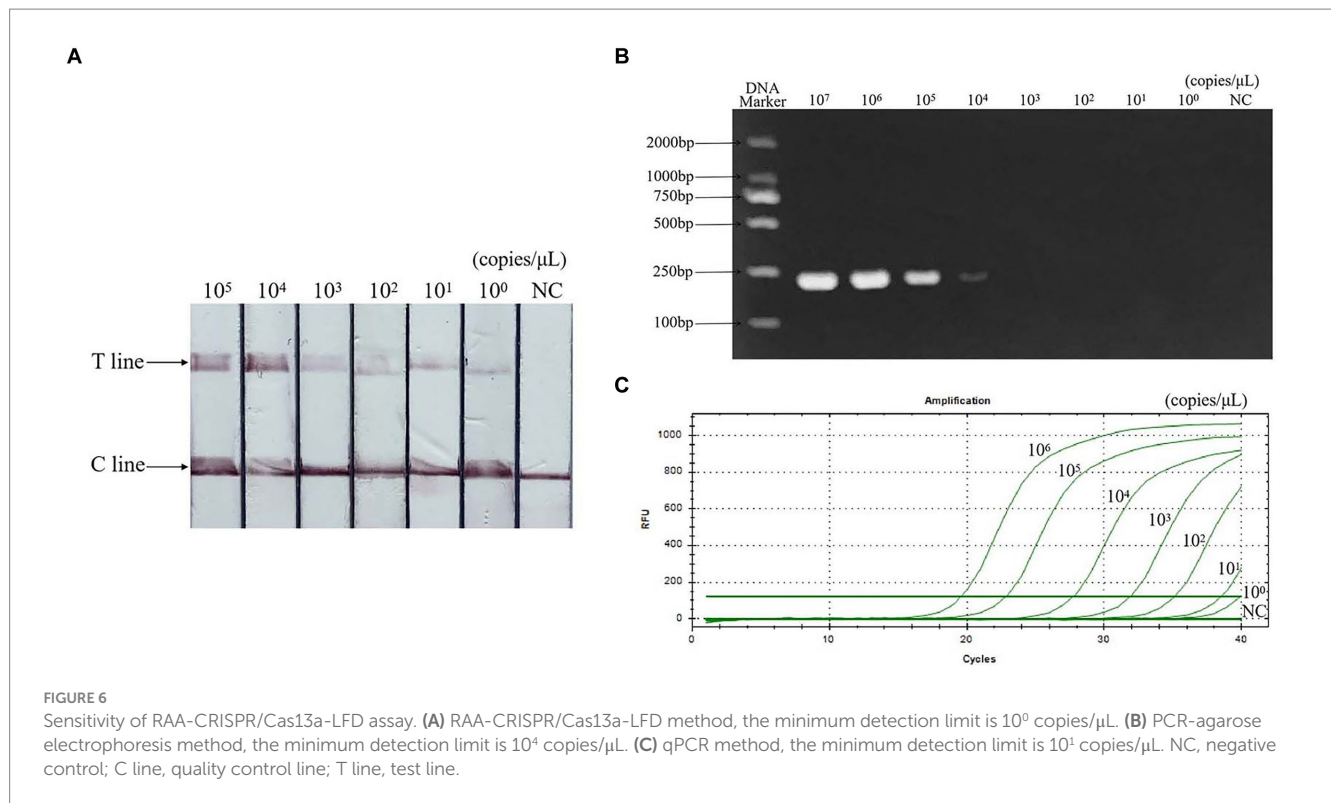 A
(copies/μL)
10⁵ 10⁴ 10³ 10² 10¹ 10⁰ NC
T line
C line
B
(copies/μL)
DNA
Marker 10⁷ 10⁶ 10⁵ 10⁴ 10³ 10² 10¹ 10⁰ NC
2000bp
1000bp
750bp
500bp
250bp
100bp
C
Amplification
(copies/μL)
1000
800
600
400
200
0
RFU
10⁶
10⁵
10⁴
10³
10²
10¹
10⁰
NC
0 10 20 30 40
Cycles
FIGURE 6
Sensitivity of RAA-CRISPR/Cas13a-LFD assay. (A) RAA-CRISPR/Cas13a-LFD method, the minimum detection limit is 10⁰ copies/μL. (B) PCR-agarose
electrophoresis method, the minimum detection limit is 10⁴ copies/μL. (C) qPCR method, the minimum detection limit is 10¹ copies/μL. NC, negative
control; C line, quality control line; T line, test line.